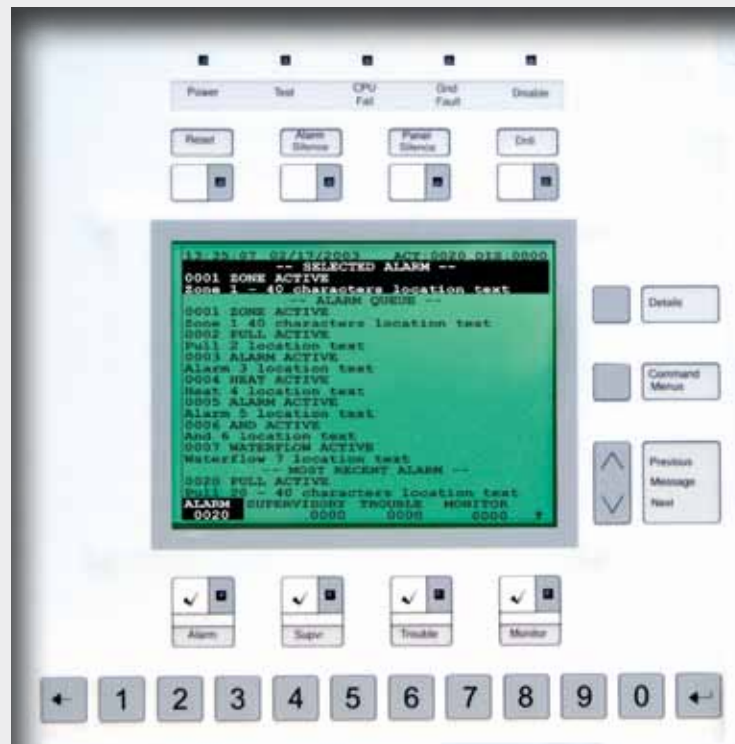 Power Test CPU Fail Gnd Fault Disable
Reset Alarm Silence Panel Silence Drill
13:35:07 02/17/2003 ACT:0020 DIS:0000
-- SELECTED ALARM --
0001 ZONE ACTIVE
Zone 1 - 40 characters location text
-- ALARM QUEUE --
0001 ZONE ACTIVE
Zone 1 40 characters location text
0002 PULL ACTIVE
Pull 2 location text
0003 ALARM ACTIVE
Alarm 3 location text
0004 HEAT ACTIVE
Heat 4 location text
0005 ALARM ACTIVE
Alarm 5 location text
0006 AND ACTIVE
And 6 location text
0007 WATERFLOW ACTIVE
Waterflow 7 location text
-- MOST RECENT ALARM --
0020 PULL ACTIVE
Pull 20 - 40 characters location text
ALARM SUPERVISORY TROUBLE MONITOR
0020 0000 0000 0000
Details
Command
Menus
Previous
Message
Next
Alarm Supvr Trouble Monitor
1 2 3 4 5 6 7 8 9 0